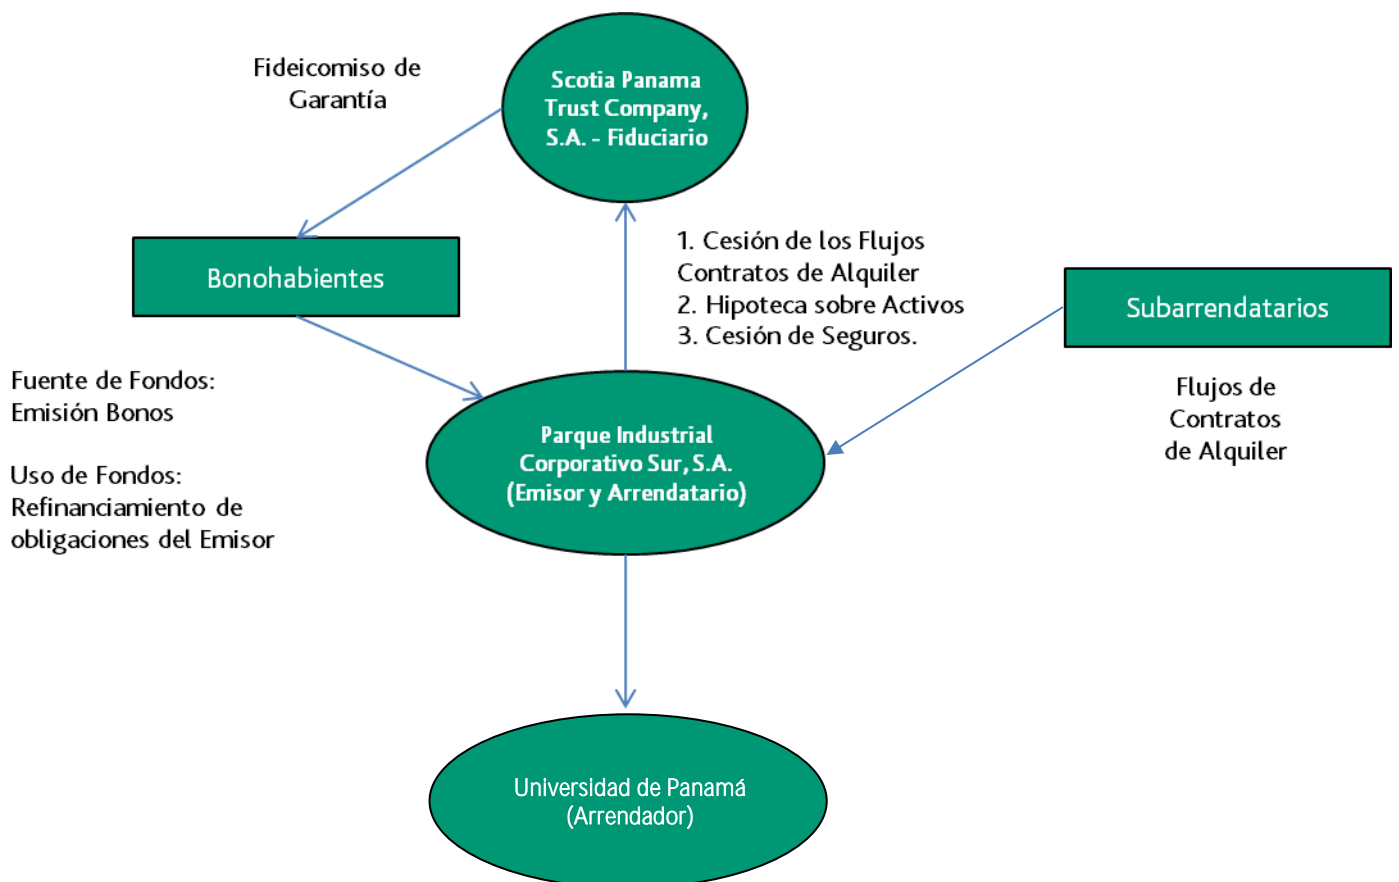 Fideicomiso de
Garantía
Scotia Panama
Trust Company,
S.A. - Fiduciario
Bonohabientes
1. Cesión de los Flujos
Contratos de Alquiler
2. Hipoteca sobre Activos
3. Cesión de Seguros.
Subarrendatarios
Fuente de Fondos:
Emisión Bonos
Uso de Fondos:
Refinanciamiento de
obligaciones del Emisor
Parque Industrial
Corporativo Sur, S.A.
(Emisor y Arrendatario)
Flujos de
Contratos
de Alquiler
Universidad de Panamá
(Arrendador)